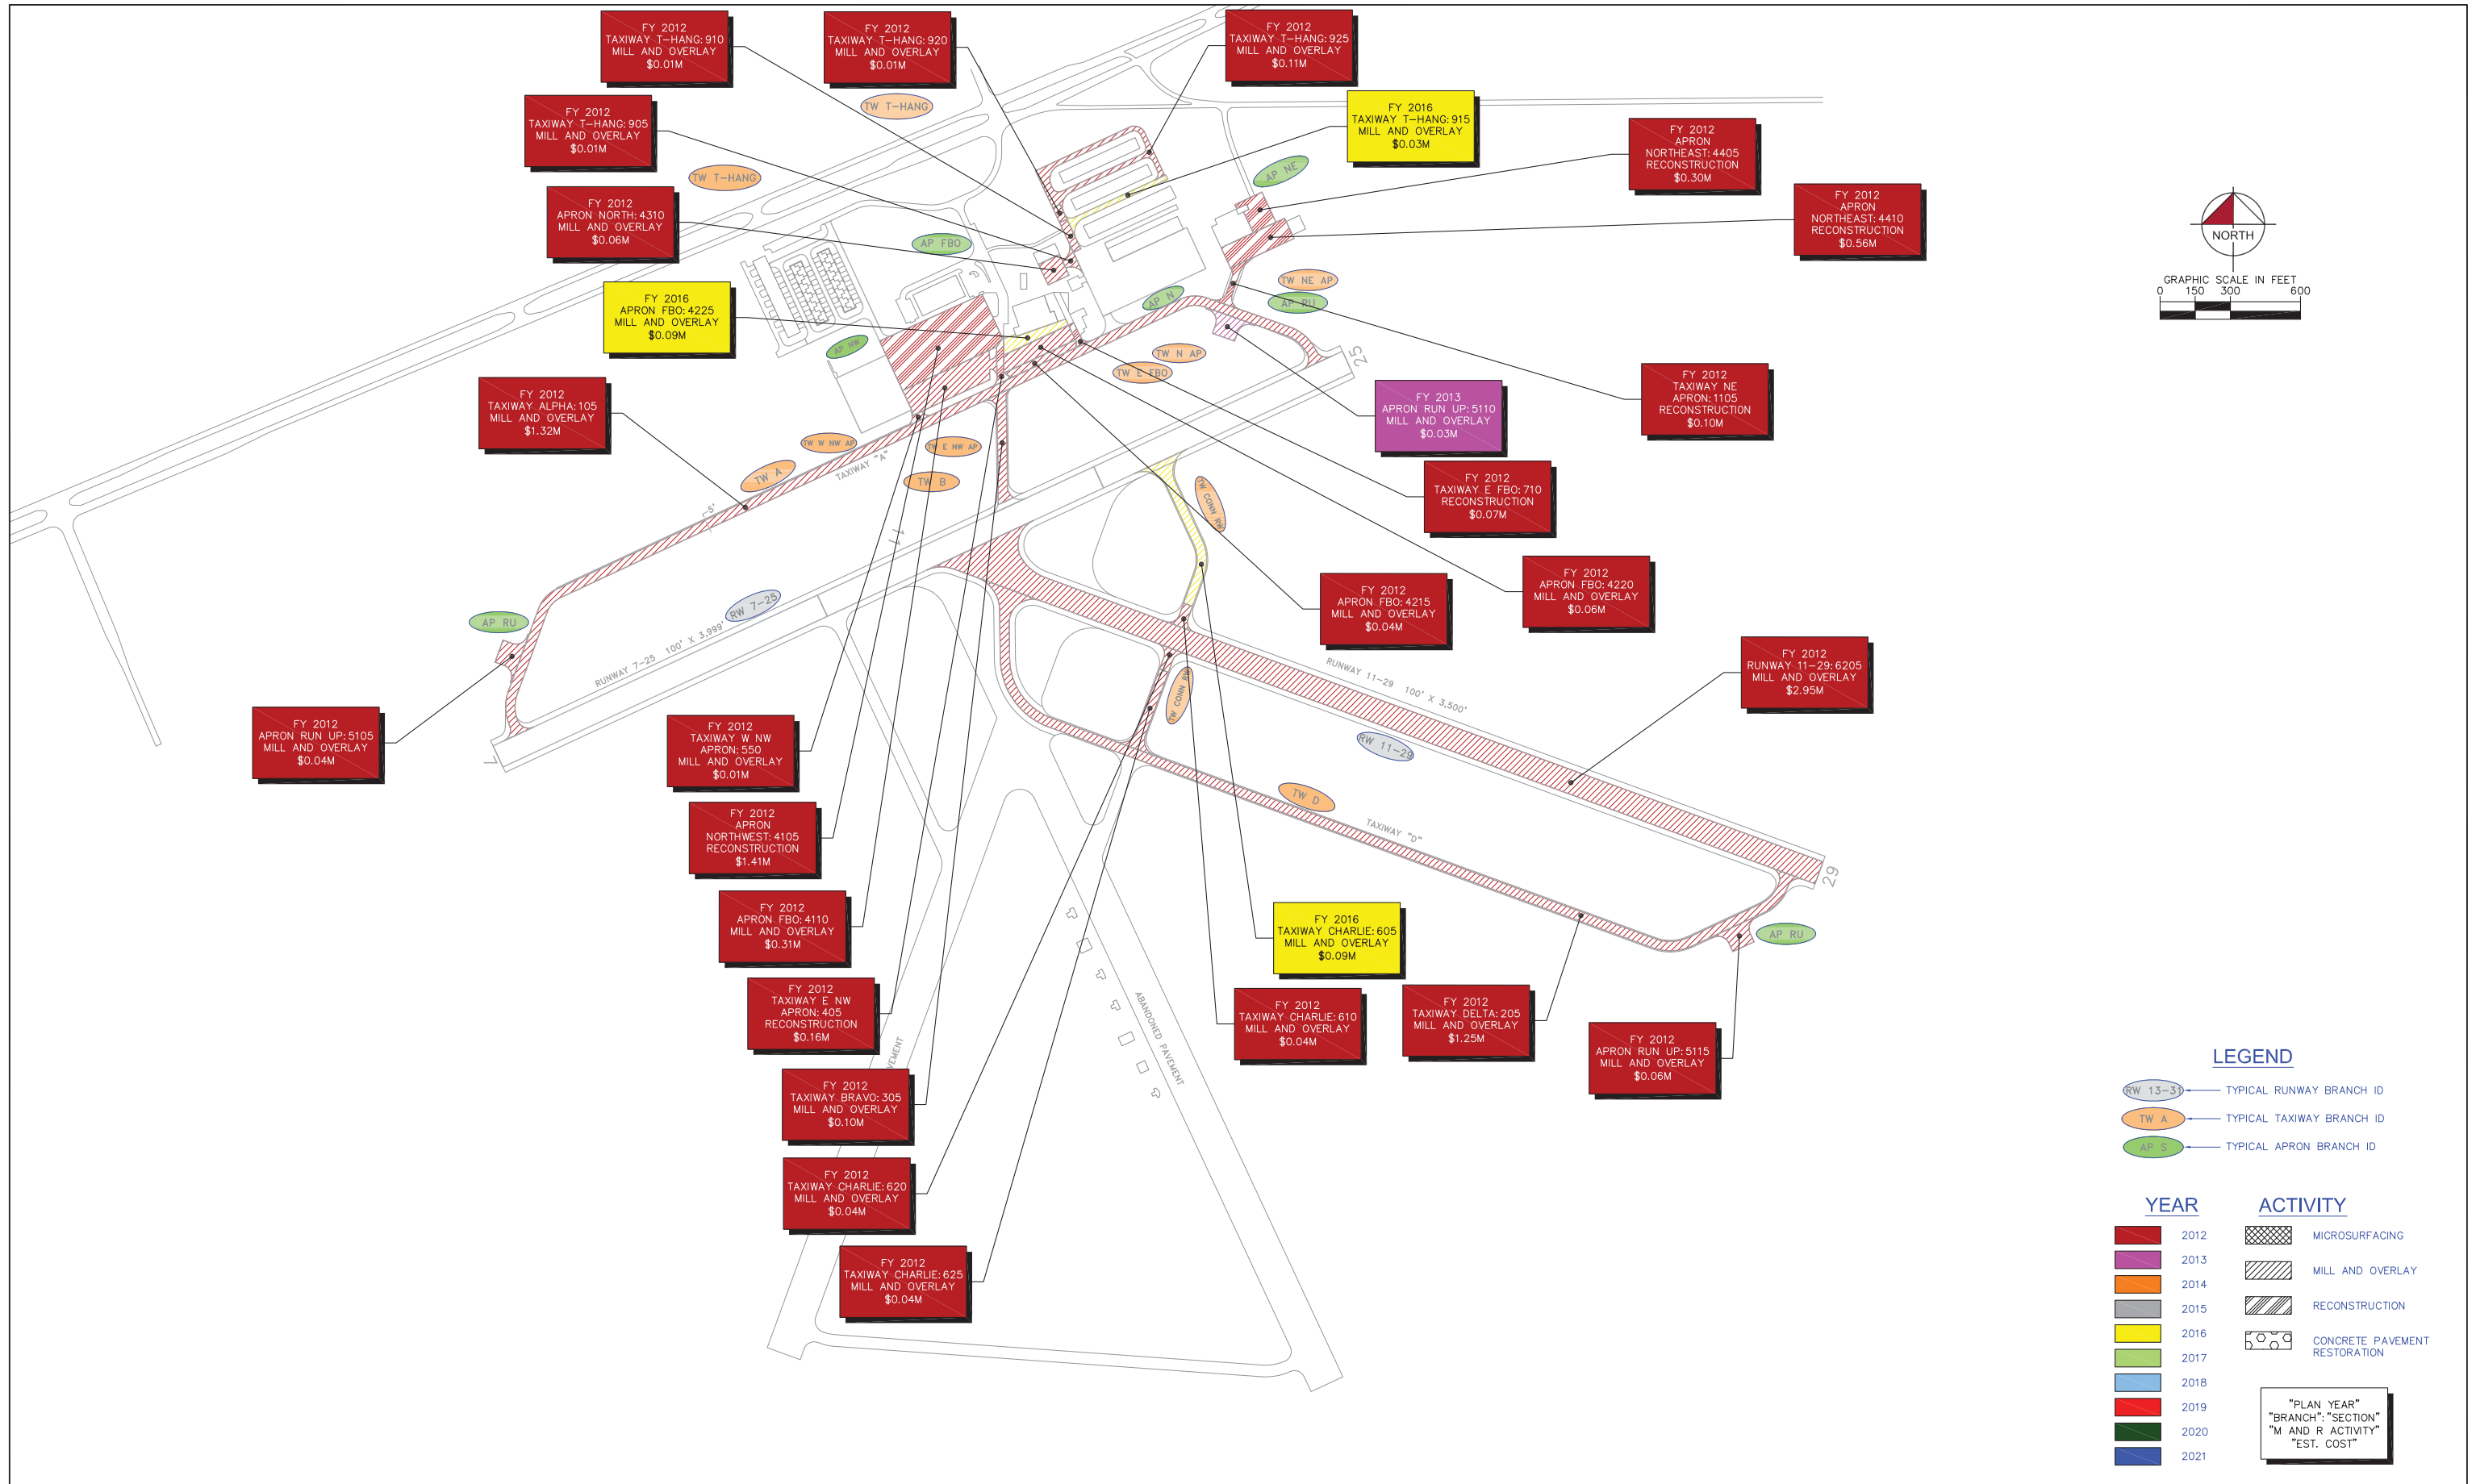 FY 2012
TAXIWAY T-HANG: 910
MILL AND OVERLAY
$0.01M
FY 2012
TAXIWAY T-HANG: 920
MILL AND OVERLAY
$0.01M
FY 2012
TAXIWAY T-HANG: 925
MILL AND OVERLAY
$0.11M
FY 2012
TAXIWAY T-HANG: 905
MILL AND OVERLAY
$0.01M
TW T-HANG
FY 2016
TAXIWAY T-HANG: 915
MILL AND OVERLAY
$0.03M
FY 2012
APRON
NORTHEAST: 4405
RECONSTRUCTION
$0.30M
TW T-HANG
AP NE
FY 2012
APRON NORTH: 4310
MILL AND OVERLAY
$0.06M
FY 2012
APRON
NORTHEAST: 4410
RECONSTRUCTION
$0.56M
AP FBO
NORTH
GRAPHIC SCALE IN FEET
0 150 300 600
TW NE AP
AP RU
AP N
FY 2016
APRON FBO: 4225
MILL AND OVERLAY
$0.09M
AP NW
TW N AP
TW E FBO
25
FY 2012
TAXIWAY ALPHA: 105
MILL AND OVERLAY
$1.32M
FY 2013
APRON RUN UP: 5110
MILL AND OVERLAY
$0.03M
FY 2012
TAXIWAY NE
APRON: 1105
RECONSTRUCTION
$0.10M
TW W NW AP
TW E NW AP
TW A
TAXIWAY "A"
TW B
TW CONN RW
FY 2012
TAXIWAY E FBO: 710
RECONSTRUCTION
$0.07M
5'
11
FY 2012
APRON FBO: 4220
MILL AND OVERLAY
$0.06M
FY 2012
APRON FBO: 4215
MILL AND OVERLAY
$0.04M
RW 7-25
AP RU
RUNWAY 7-25 100' X 3,999'
FY 2012
RUNWAY 11-29: 6205
MILL AND OVERLAY
$2.95M
RUNWAY 11-29 100' X 3,500'
TW CONN RW
RW 11-29
FY 2012
APRON RUN UP: 5105
MILL AND OVERLAY
$0.04M
7
FY 2012
TAXIWAY W NW
APRON: 550
MILL AND OVERLAY
$0.01M
TW D
TAXIWAY "D"
FY 2012
APRON
NORTHWEST: 4105
RECONSTRUCTION
$1.41M
29
FY 2012
APRON FBO: 4110
MILL AND OVERLAY
$0.31M
FY 2016
TAXIWAY CHARLIE: 605
MILL AND OVERLAY
$0.09M
AP RU
FY 2012
TAXIWAY E NW
APRON: 405
RECONSTRUCTION
$0.16M
FY 2012
TAXIWAY CHARLIE: 610
MILL AND OVERLAY
$0.04M
FY 2012
TAXIWAY DELTA: 205
MILL AND OVERLAY
$1.25M
FY 2012
APRON RUN UP: 5115
MILL AND OVERLAY
$0.06M
ABANDONED PAVEMENT
VEMENT
FY 2012
TAXIWAY BRAVO: 305
MILL AND OVERLAY
$0.10M
FY 2012
TAXIWAY CHARLIE: 620
MILL AND OVERLAY
$0.04M
FY 2012
TAXIWAY CHARLIE: 625
MILL AND OVERLAY
$0.04M
LEGEND
RW 13-31 TYPICAL RUNWAY BRANCH ID
TW A TYPICAL TAXIWAY BRANCH ID
AP S TYPICAL APRON BRANCH ID
YEAR
2012
2013
2014
2015
2016
2017
2018
2019
2020
2021
ACTIVITY
MICROSURFACING
MILL AND OVERLAY
RECONSTRUCTION
CONCRETE PAVEMENT
RESTORATION
"PLAN YEAR"
"BRANCH": "SECTION"
"M AND R ACTIVITY"
"EST. COST"